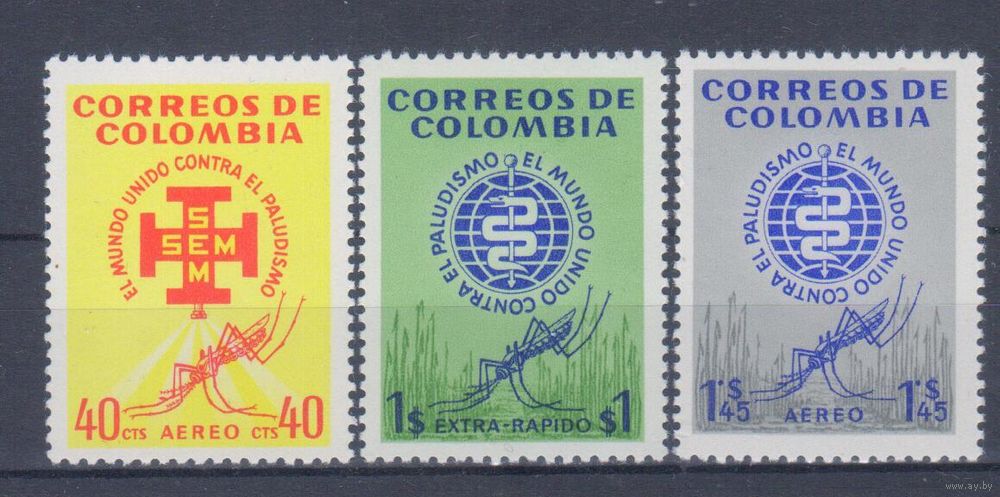 CORREOS DE
COLOMBIA
EL MUNDO UNIDO CONTRA EL PALUDISMO
SEM
SEM
40 CTS AEREO CTS 40
CORREOS DE
COLOMBIA
EL MUNDO UNIDO CONTRA EL PALUDISMO
1$ EXTRA-RAPIDO $1
CORREOS DE
COLOMBIA
EL MUNDO UNIDO CONTRA EL PALUDISMO
1.$45 AEREO 1.$45
www.ay.by